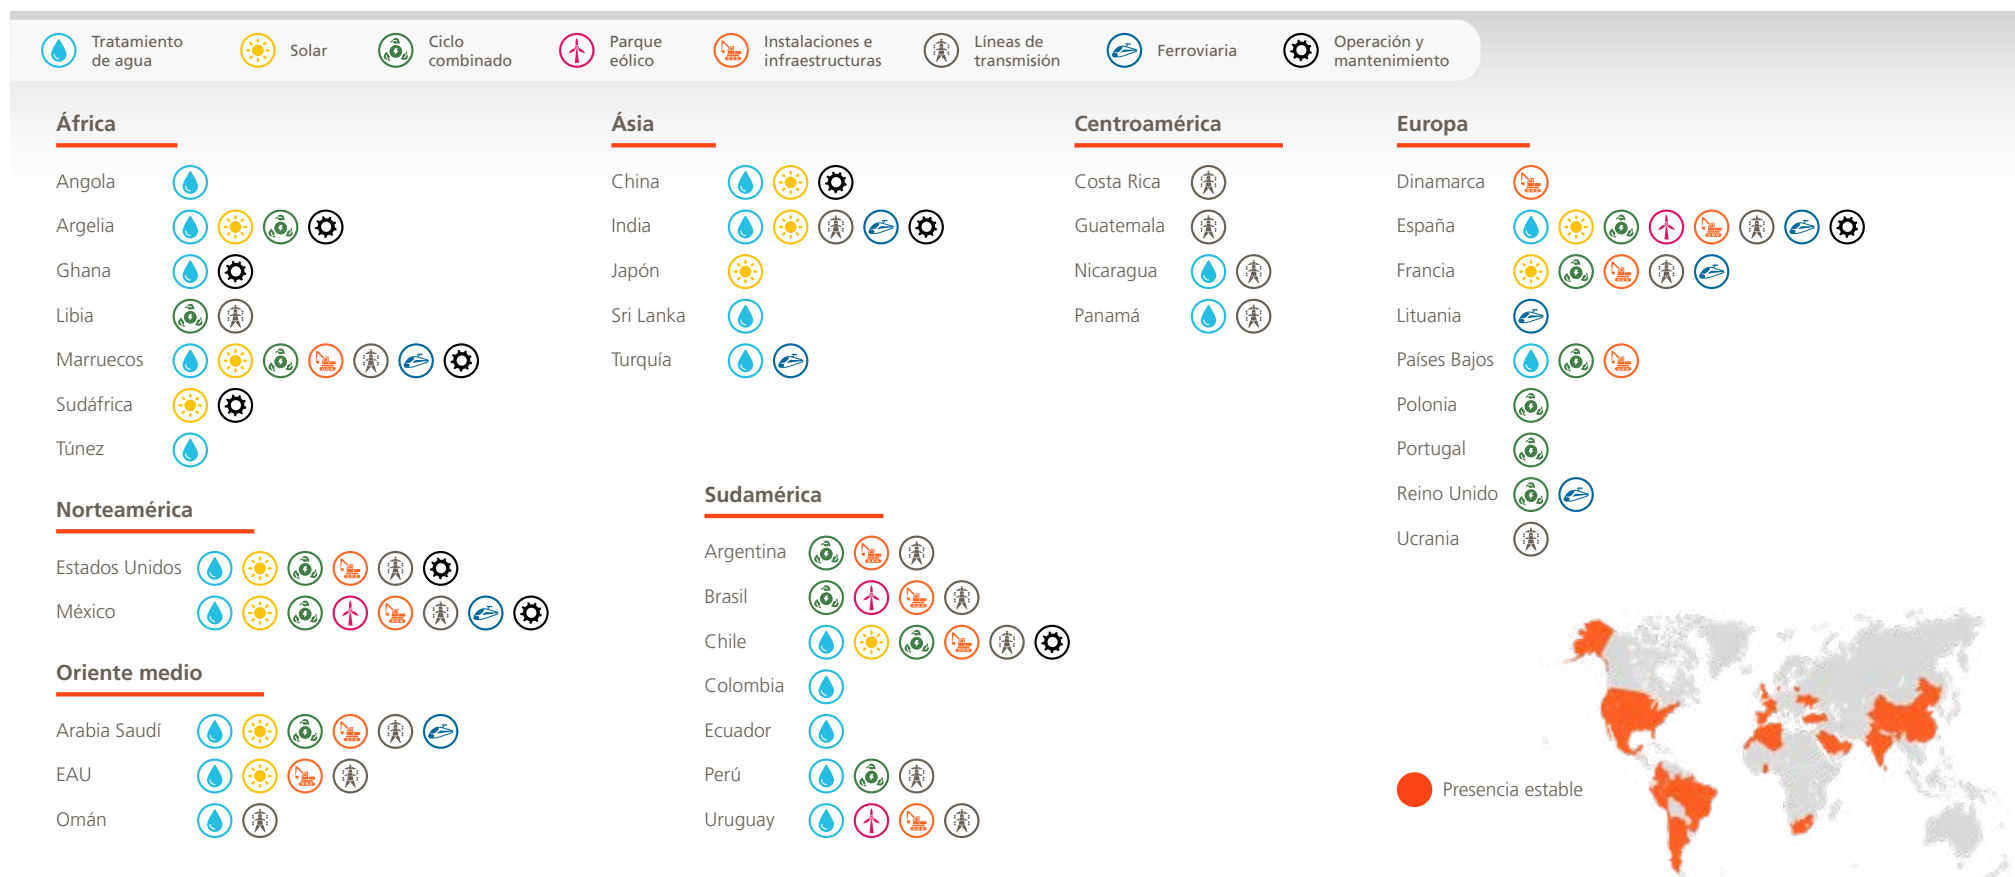 Tratamiento
de agua
Solar
Ciclo
combinado
Parque
eólico
Instalaciones e
infraestructuras
Líneas de
transmisión
Ferroviaria
Operación y
mantenimiento
África
Angola
Argelia
Ghana
Libia
Marruecos
Sudáfrica
Túnez
Ásia
China
India
Japón
Sri Lanka
Turquía
Centroamérica
Costa Rica
Guatemala
Nicaragua
Panamá
Europa
Dinamarca
España
Francia
Lituania
Países Bajos
Polonia
Portugal
Reino Unido
Ucrania
Norteamérica
Estados Unidos
México
Oriente medio
Arabia Saudí
EAU
Omán
Sudamérica
Argentina
Brasil
Chile
Colombia
Ecuador
Perú
Uruguay
Presencia estable